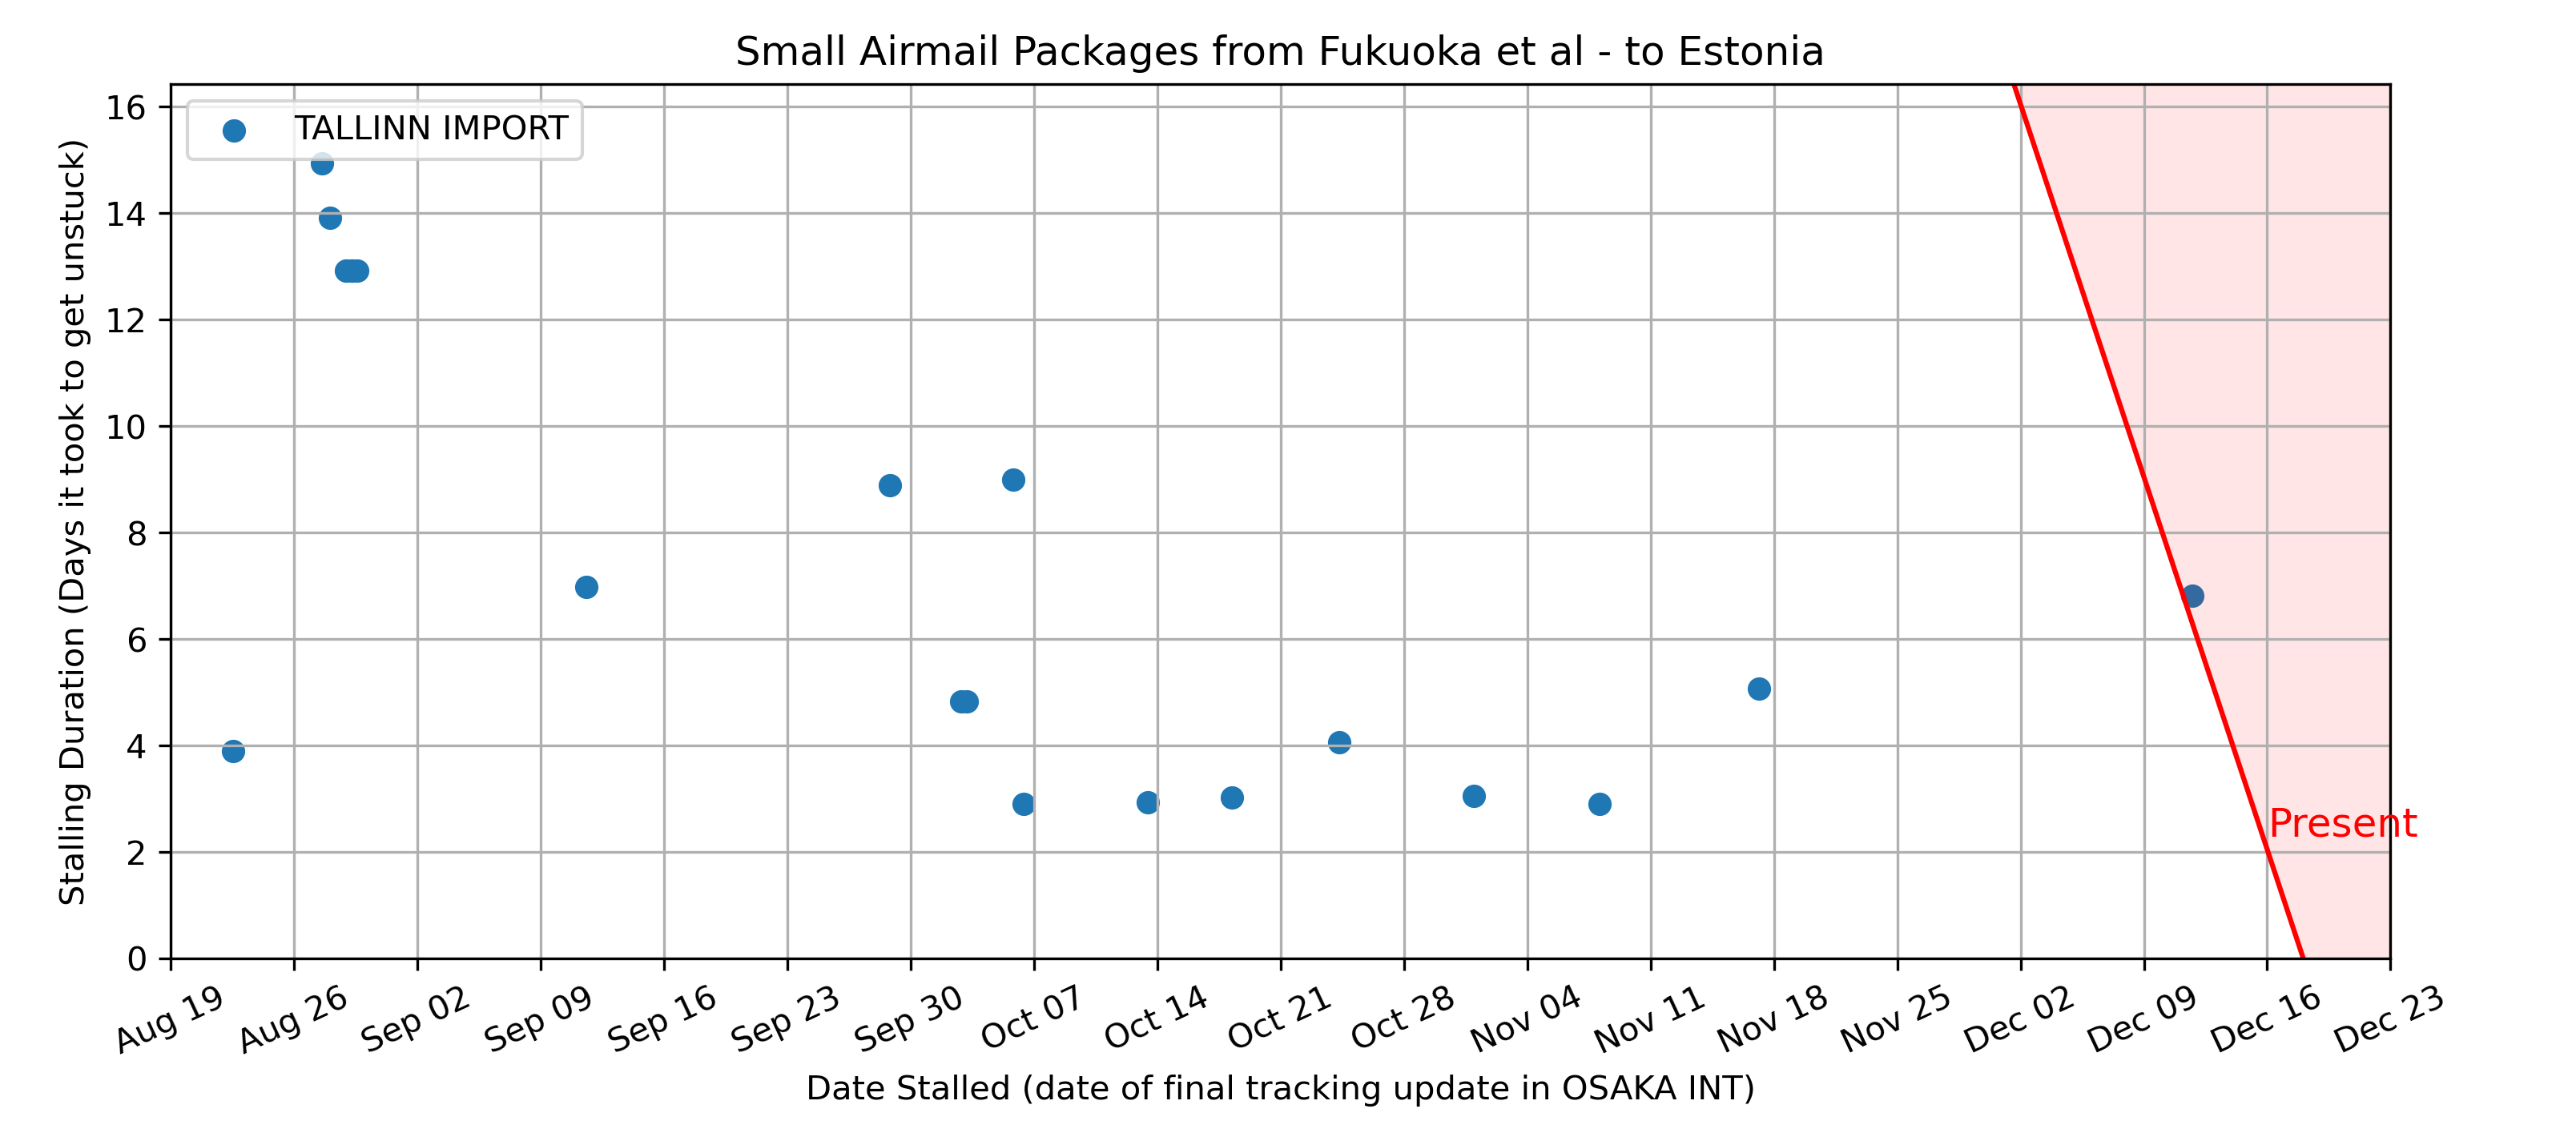 Small Airmail Packages from Fukuoka et al - to Estonia
TALLINN IMPORT
Stalling Duration (Days it took to get unstuck)
16
14
12
10
8
6
4
2
0
Present
Aug 19
Aug 26
Sep 02
Sep 09
Sep 16
Sep 23
Sep 30
Oct 07
Oct 14
Oct 21
Oct 28
Nov 04
Nov 11
Nov 18
Nov 25
Dec 02
Dec 09
Dec 16
Dec 23
Date Stalled (date of final tracking update in OSAKA INT)